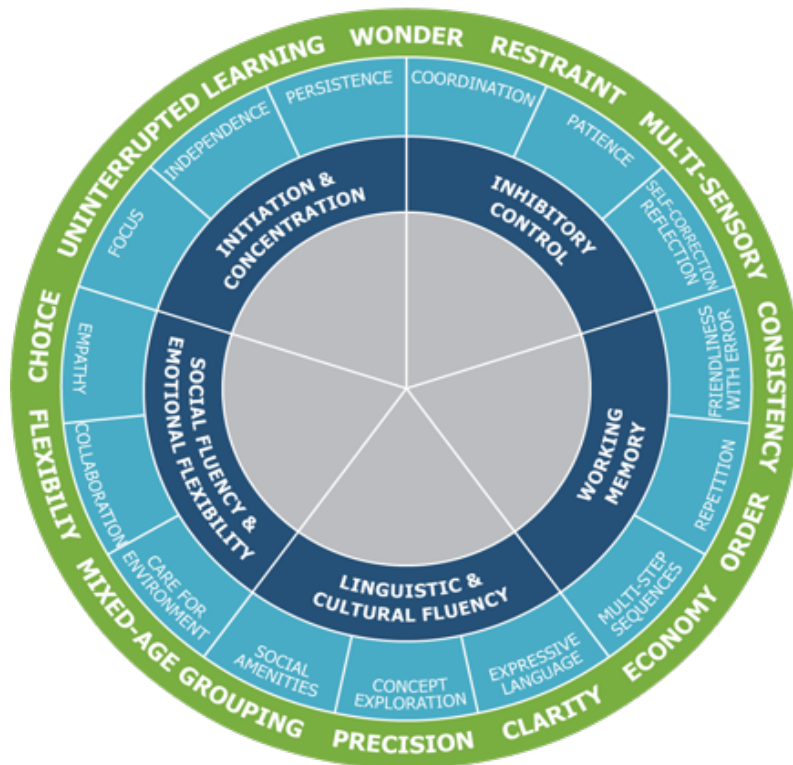 UNINTERRUPTED LEARNING
WONDER
RESTRAINT
MULTI-SENSORY
CONSISTENCY
ORDER
ECONOMY
CLARITY
PRECISION
MIXED-AGE GROUPING
FLEXIBILIY
CHOICE
PERSISTENCE
COORDINATION
PATIENCE
SELF-CORRECTION
REFLECTION
FRIENDLINESS
WITH ERROR
REPETITION
MULTI-STEP
SEQUENCES
EXPRESSIVE
LANGUAGE
CONCEPT
EXPLORATION
SOCIAL
AMENITIES
CARE FOR
ENVIRONMENT
COLLABORATION
EMPATHY
FOCUS
INDEPENDENCE
INITIATION &
CONCENTRATION
INHIBITORY
CONTROL
WORKING
MEMORY
LINGUISTIC &
CULTURAL FLUENCY
SOCIAL FLUENCY &
EMOTIONAL FLEXIBILITY